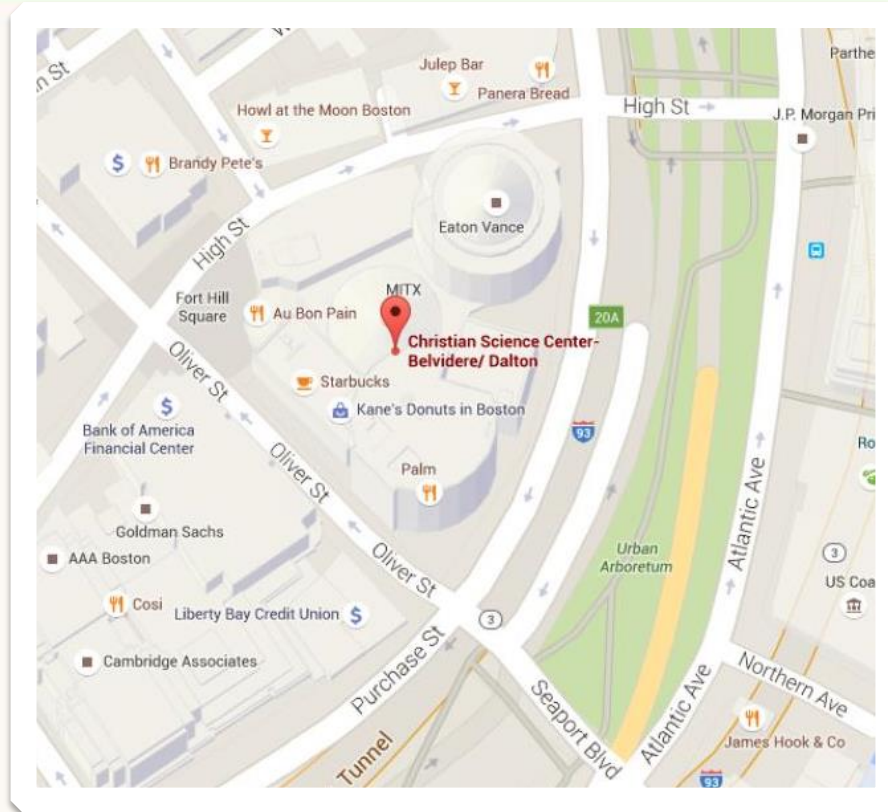 n St
W
Julep Bar
Panera Bread
Parthe
Howl at the Moon Boston
High St
J.P. Morgan Pri
Brandy Pete's
Eaton Vance
High St
MITX
Fort Hill
Square
Au Bon Pain
20A
Christian Science Center-
Belvidere/ Dalton
Starbucks
Oliver St
Kane's Donuts in Boston
93
Bank of America
Financial Center
Oliver St
Palm
Ro
Goldman Sachs
Atlantic Ave
AAA Boston
Oliver St
Urban
Arboretum
3
US Coa
Cosi
Liberty Bay Credit Union
3
Cambridge Associates
Purchase St
Seaport Blvd
Atlantic Ave
Northern Ave
Tunnel
James Hook & Co
93